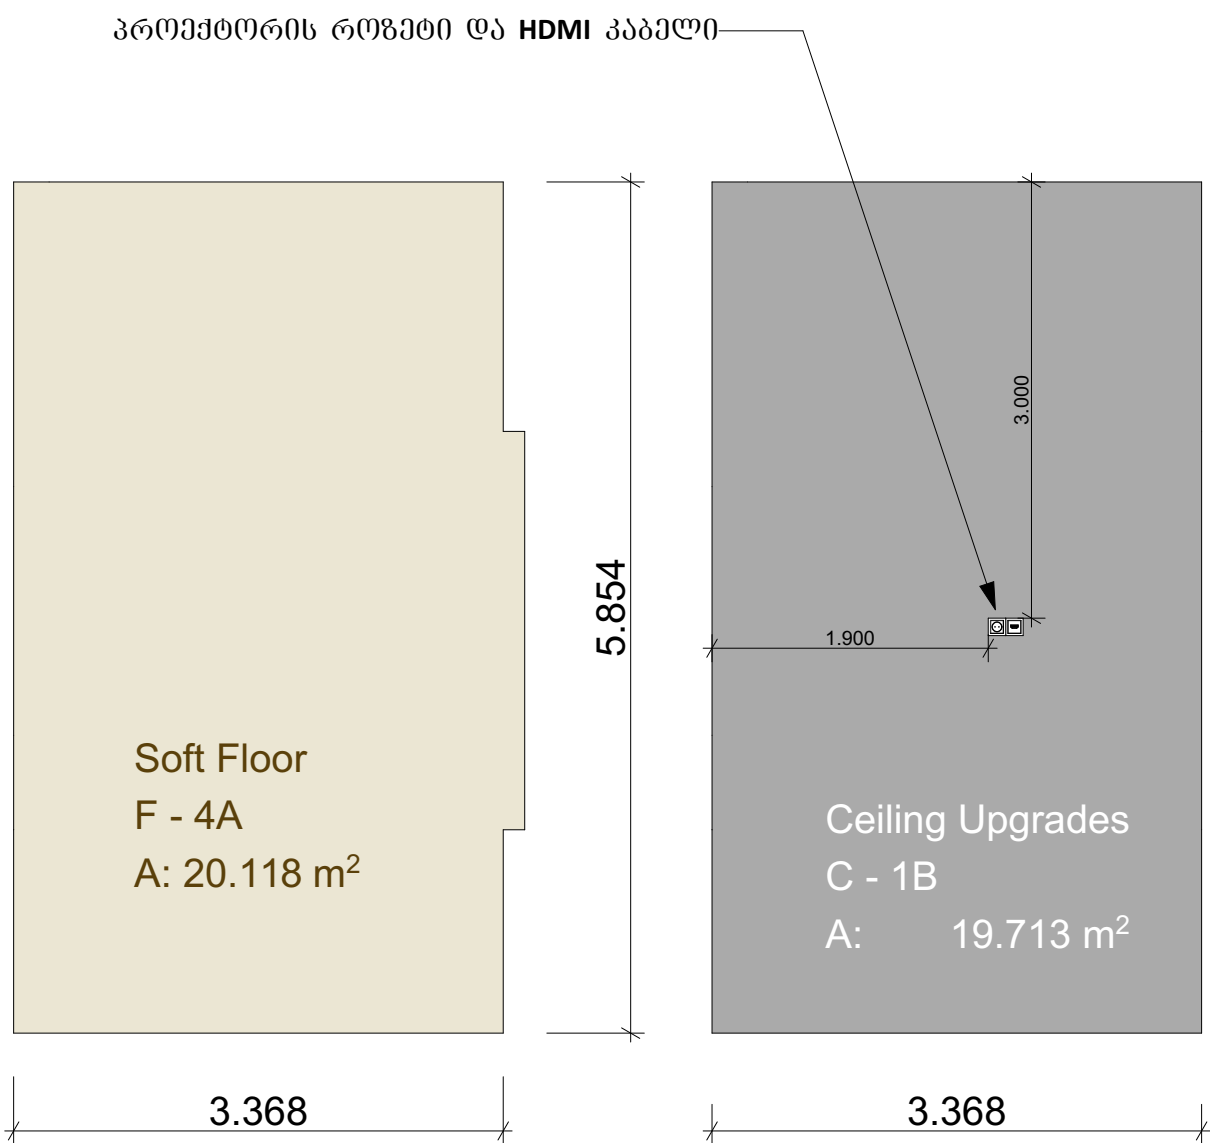 პროექტორის როზეტი და HDMI კაბელი
3.000
5.854
1.900
Soft Floor
F - 4A
A: 20.118 m²
Ceiling Upgrades
C - 1B
A: 19.713 m²
3.368
3.368